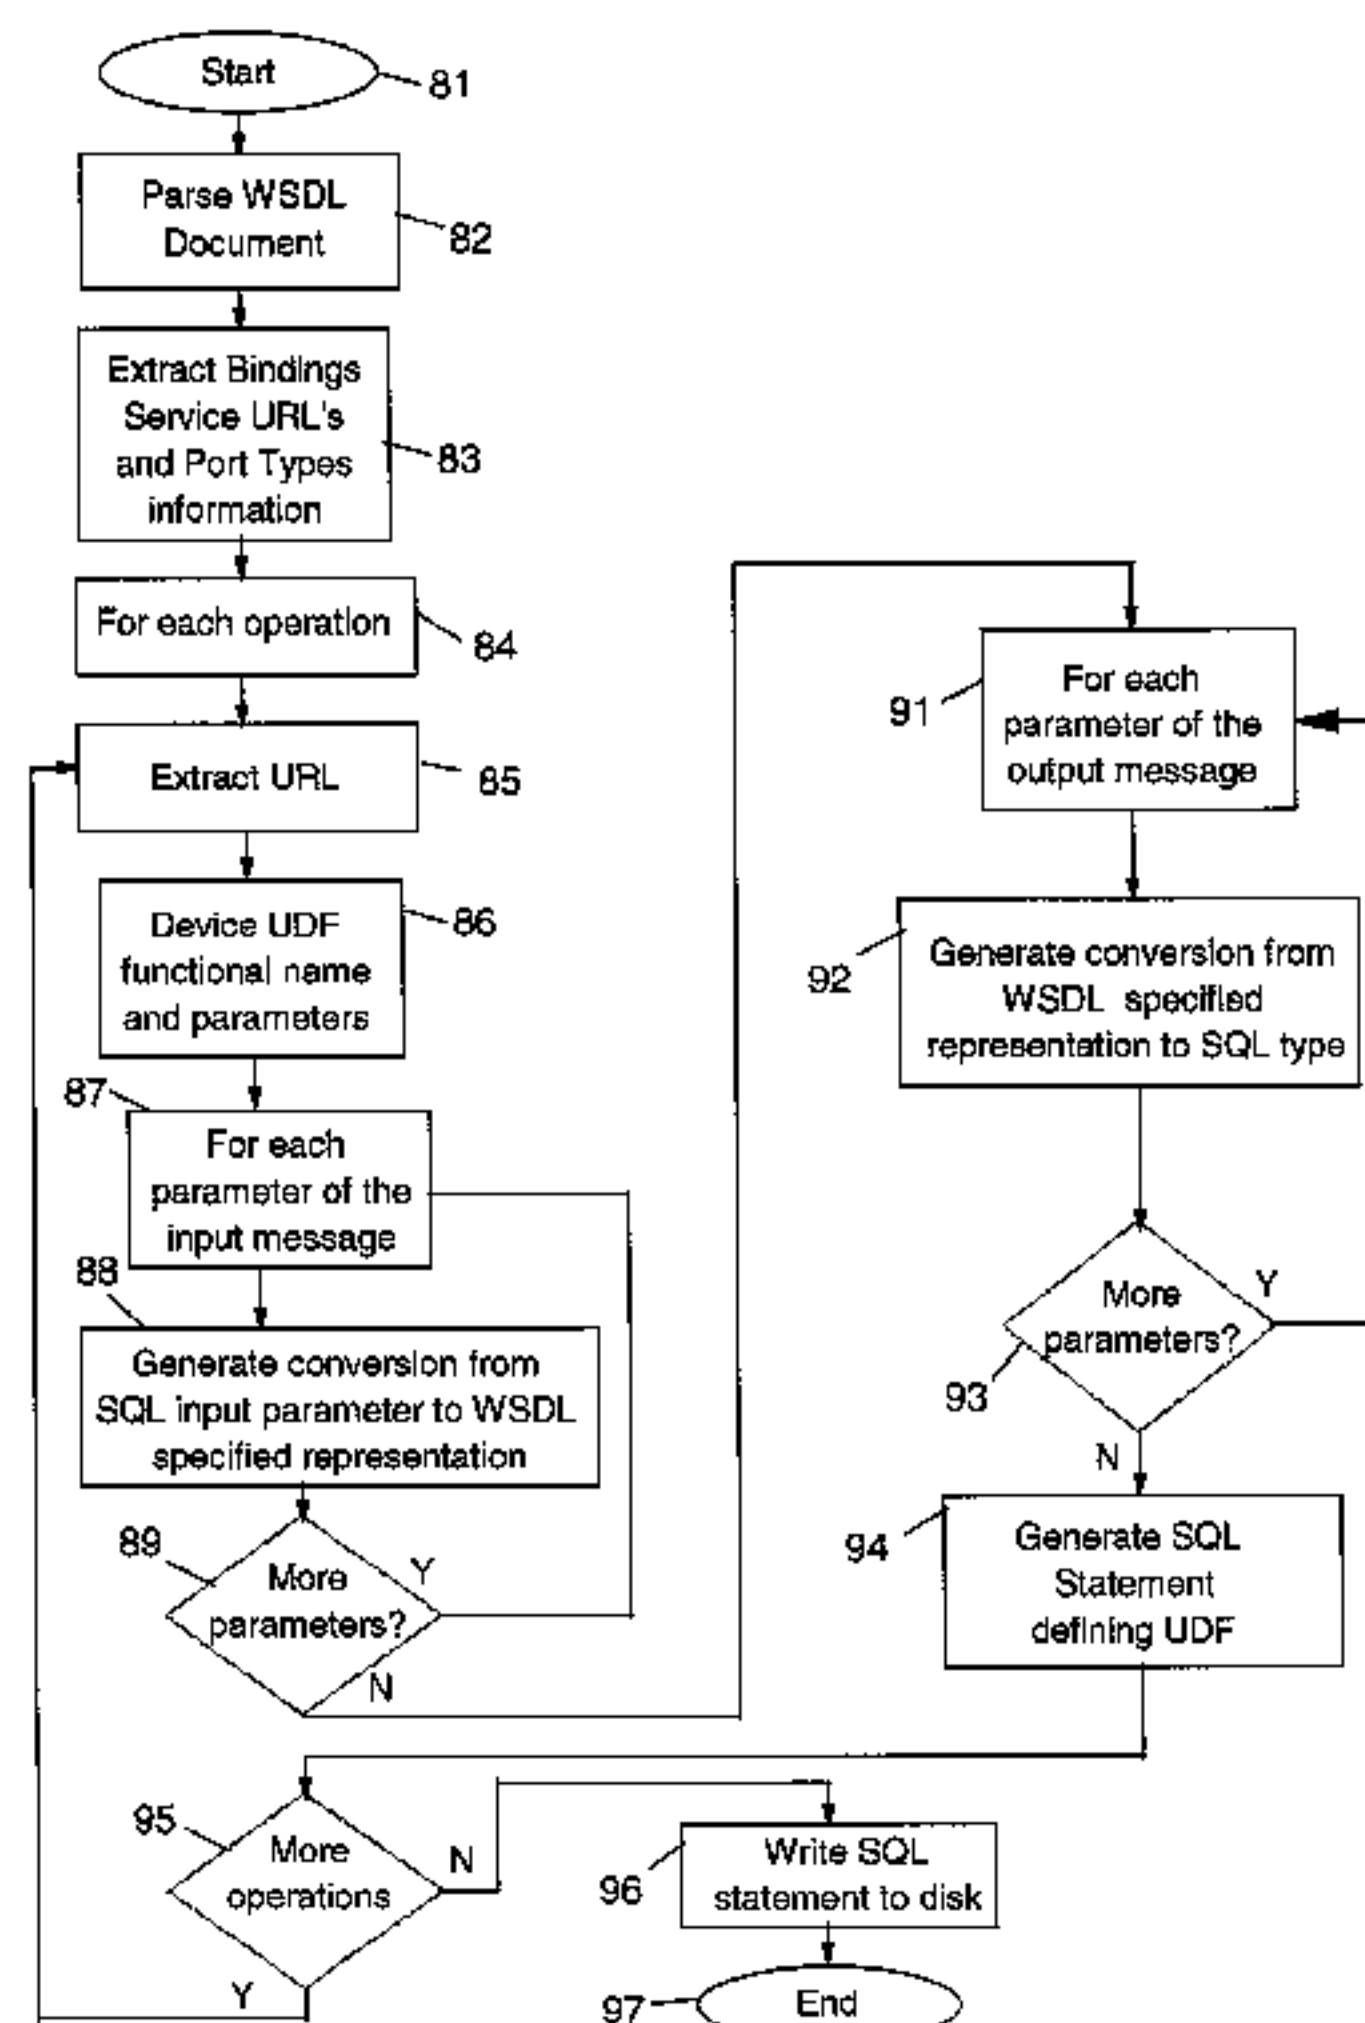 Start
81
Parse WSDL
Document
82
Extract Bindings
Service URL's
and Port Types
information
83
For each operation
84
Extract URL
85
Device UDF
functional name
and parameters
86
87
For each
parameter of the
input message
88
Generate conversion from
SQL input parameter to WSDL
specified representation
89
More
parameters?
Y
N
91
For each
parameter of the
output message
92
Generate conversion from
WSDL specified
representation to SQL type
93
More
parameters?
Y
N
94
Generate SQL
Statement
defining UDF
95
More
operations
N
Y
96
Write SQL
statement to disk
97
End